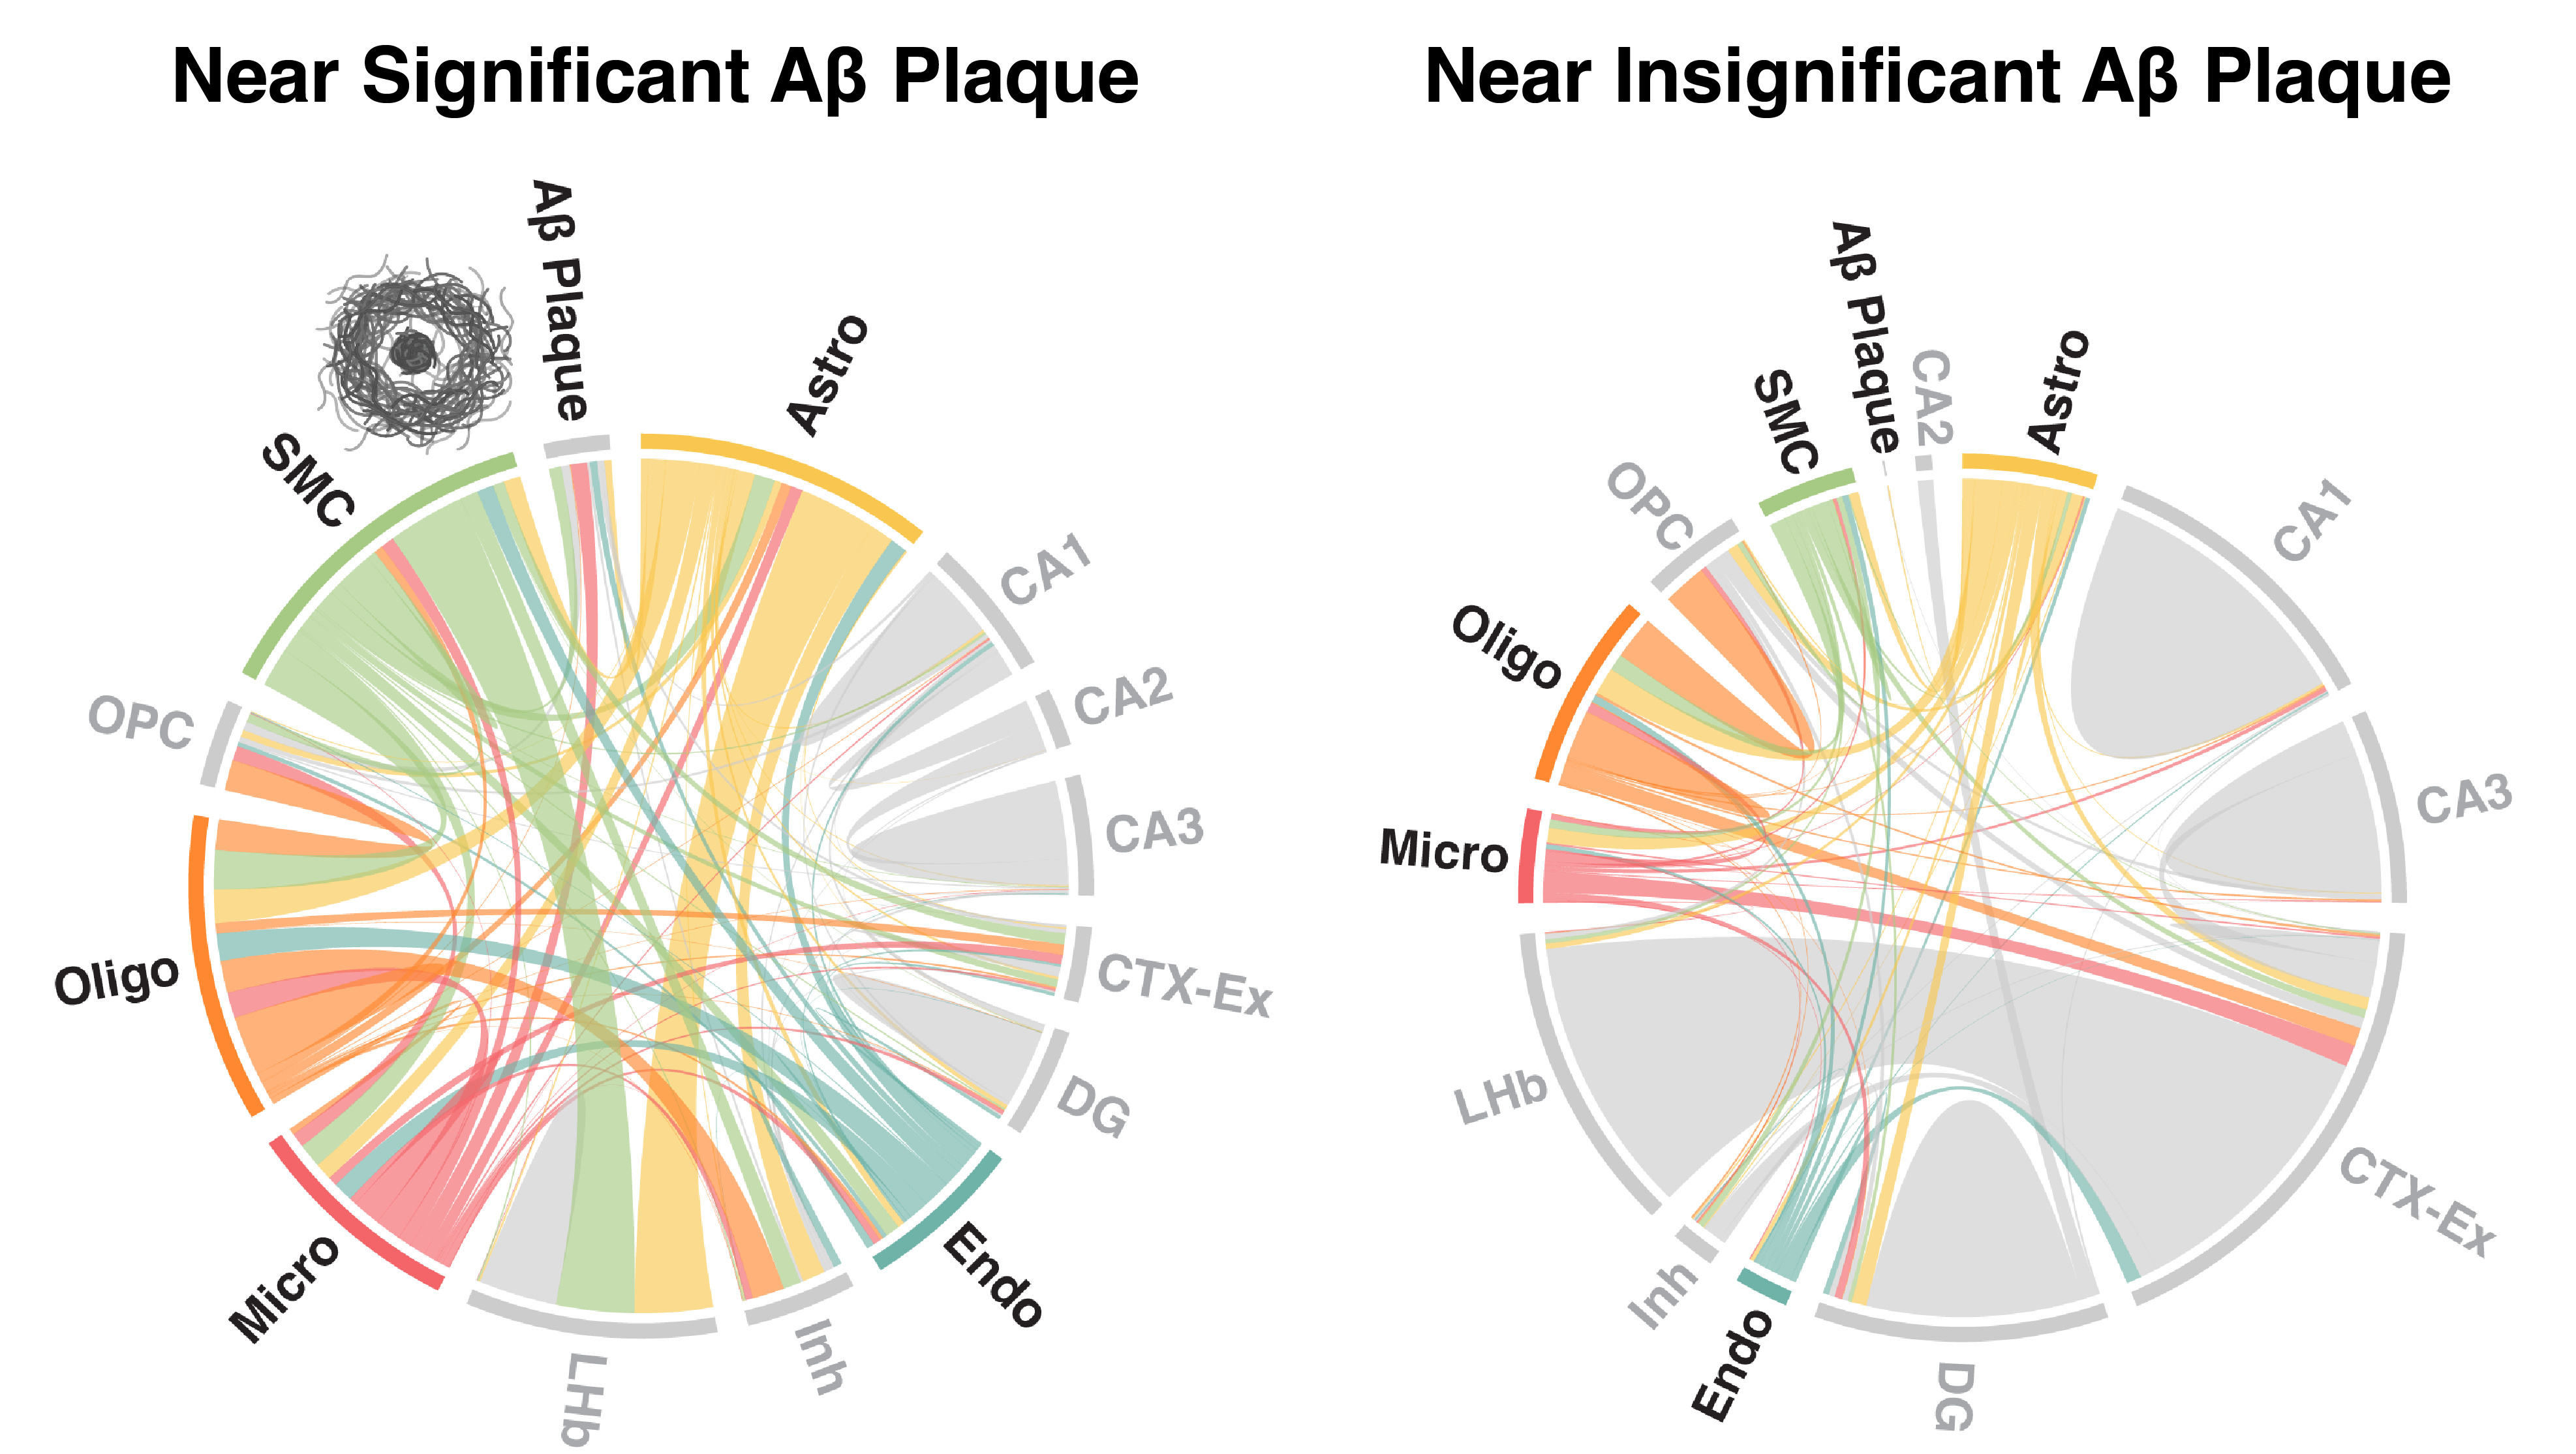 Near Significant Aβ Plaque
Aβ Plaque
Astro
CA1
CA2
CA3
CTX-Ex
DG
Endo
Inh
LHb
Micro
Oligo
OPC
SMC
Near Insignificant Aβ Plaque
Aβ Plaque
CA2
Astro
CA1
CA3
CTX-Ex
DG
Endo
Inh
LHb
Micro
Oligo
OPC
SMC